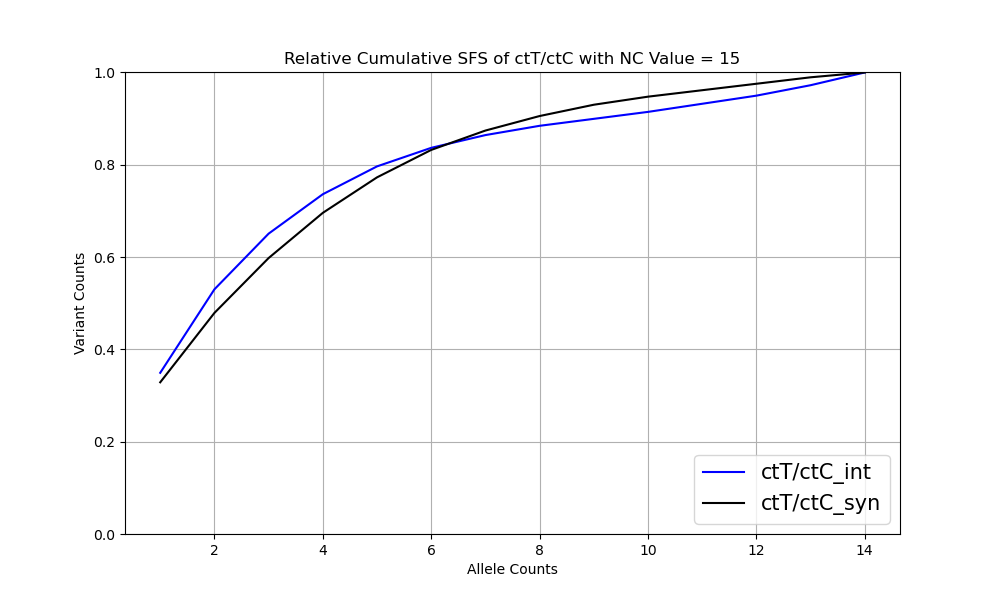 Relative Cumulative SFS of ctT/ctC with NC Value = 15
1.0
0.8
0.6
0.4
0.2
0.0
Variant Counts
2 4 6 8 10 12 14
Allele Counts
ctT/ctC_int
ctT/ctC_syn